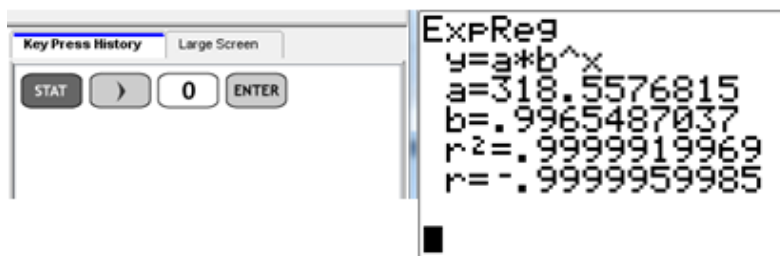 Key Press History Large Screen
STAT ) 0 ENTER
ExpReg
y=a*b^x
a=318.5576815
b=.9965487037
r²=.9999919969
r=-.9999959985